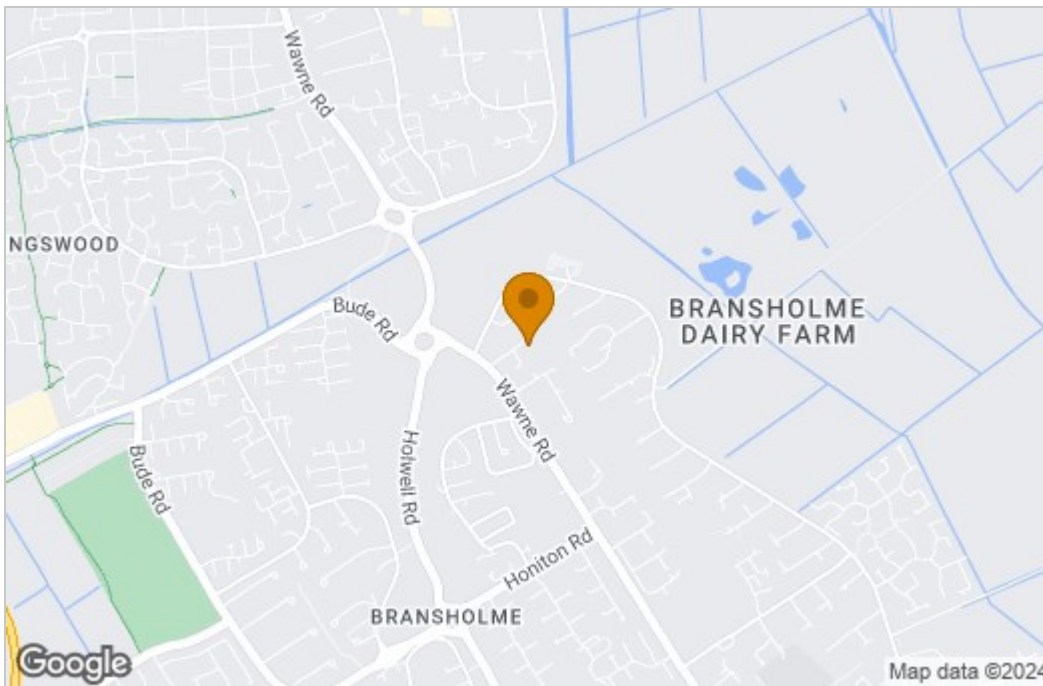 Wawne Rd
NGSWOOD
Bude Rd
BRANSHOLME
DAIRY FARM
Wawne Rd
Bude Rd
Holwell Rd
Honiton Rd
BRANSHOLME
Google
Map data ©2024